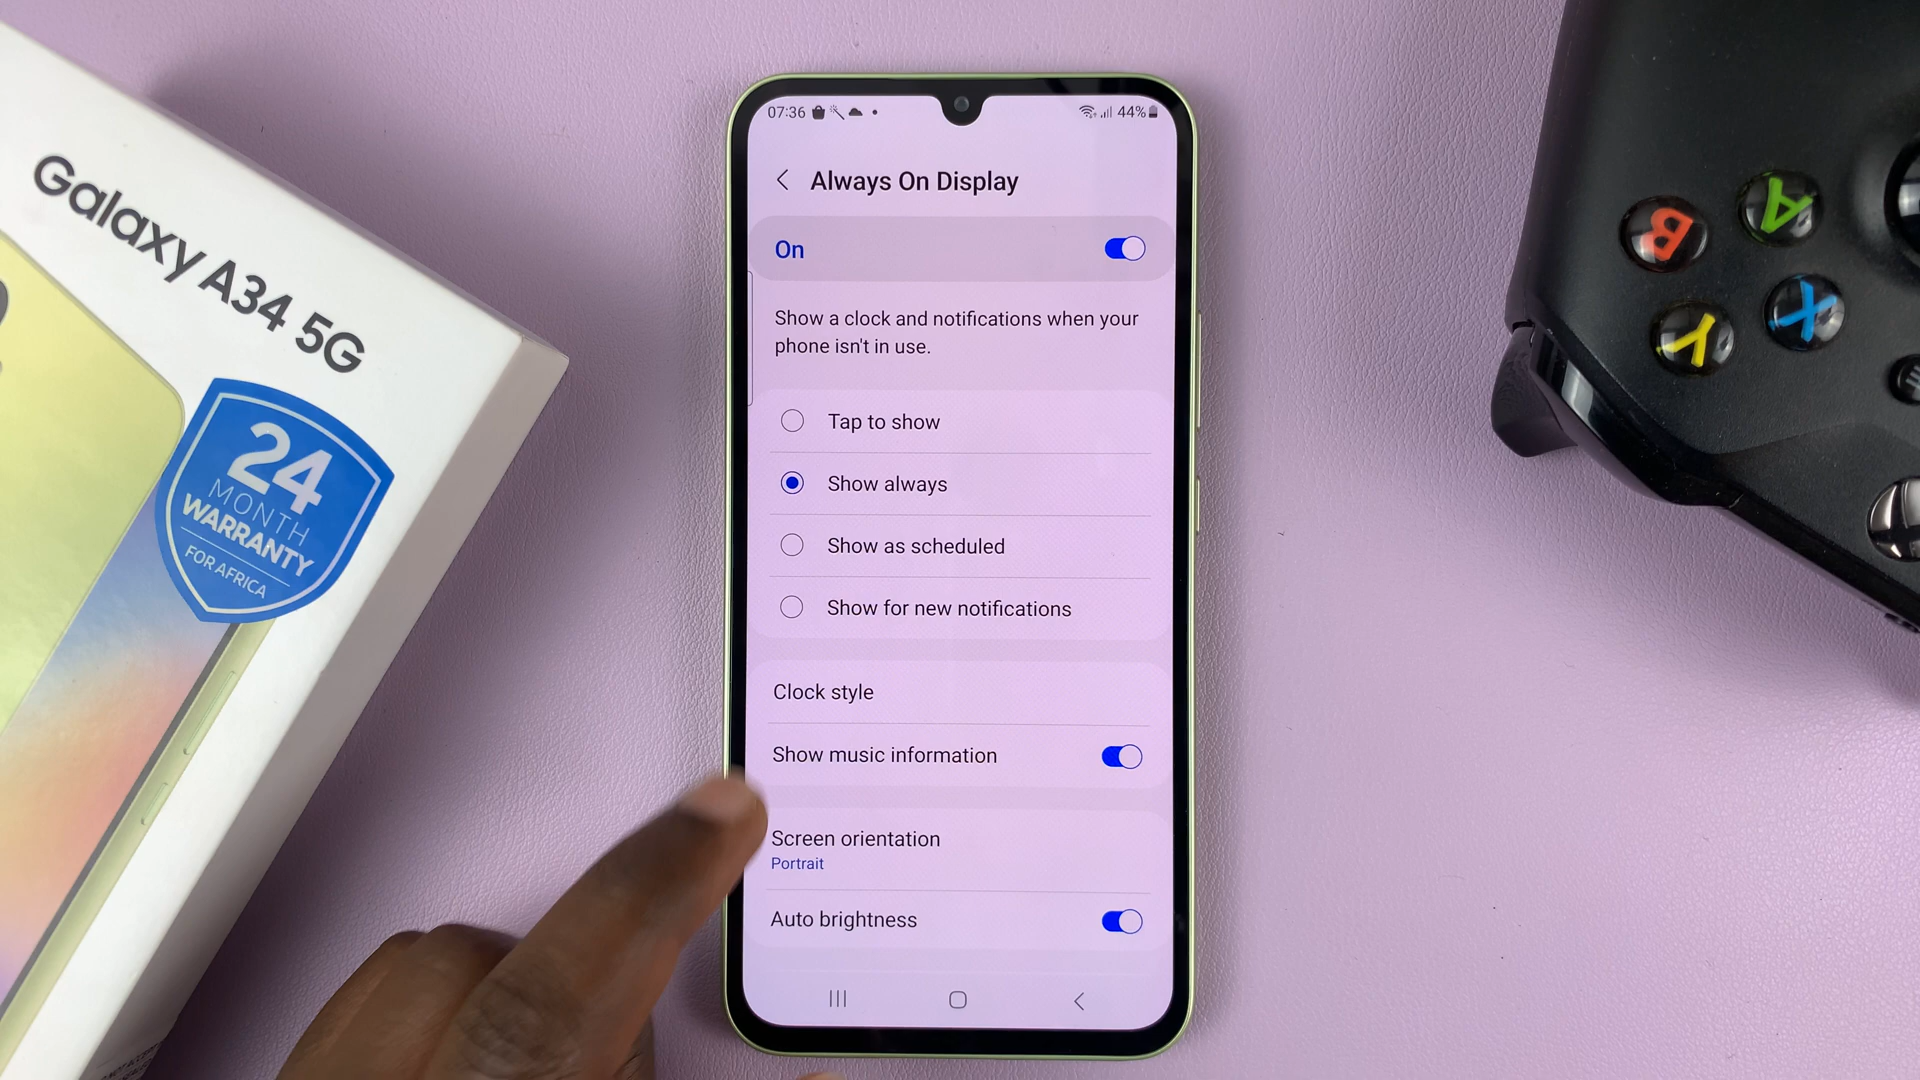 Galaxy A34 5G
24
MONTH
WARRANTY
FOR AFRICA
07:36
44%
Always On Display
On
Show a clock and notifications when your
phone isn't in use.
Tap to show
Show always
Show as scheduled
Show for new notifications
Clock style
Show music information
Screen orientation
Portrait
Auto brightness
B
A
Y
X